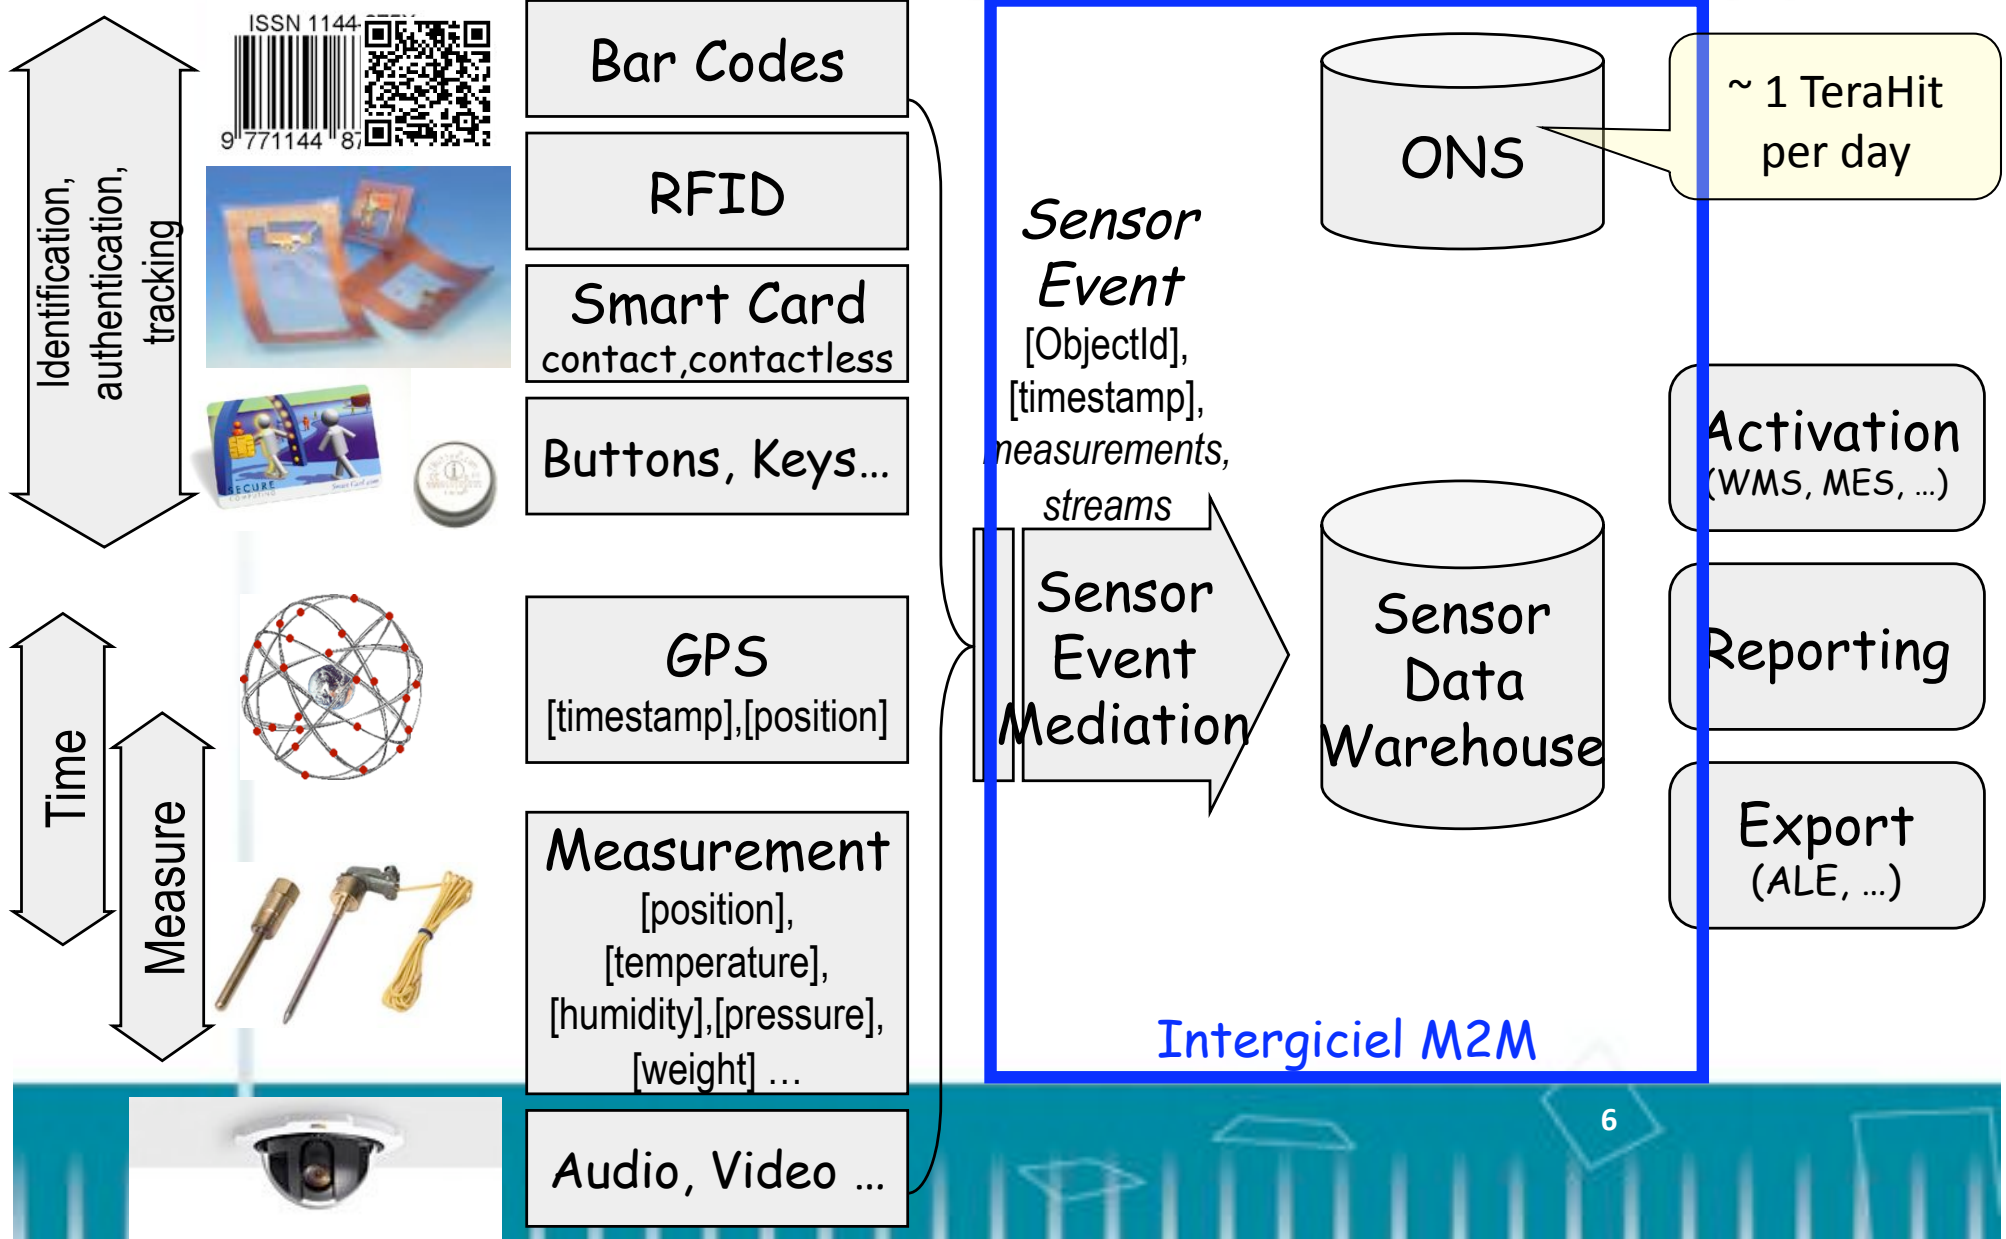 ISSN 1144-
9 771144 87
Identification,
authentication,
tracking
Bar Codes
RFID
Smart Card
contact,contactless
Buttons, Keys...
SECURE
COMPUTING
Time
Measure
GPS
[timestamp],[position]
Measurement
[position],
[temperature],
[humidity],[pressure],
[weight] ...
Audio, Video ...
Sensor
Event
[ObjectId],
[timestamp],
measurements,
streams
Sensor
Event
Mediation
ONS
~ 1 TeraHit
per day
Sensor
Data
Warehouse
Activation
(WMS, MES, ...)
Reporting
Export
(ALE, ...)
Intergiciel M2M
6